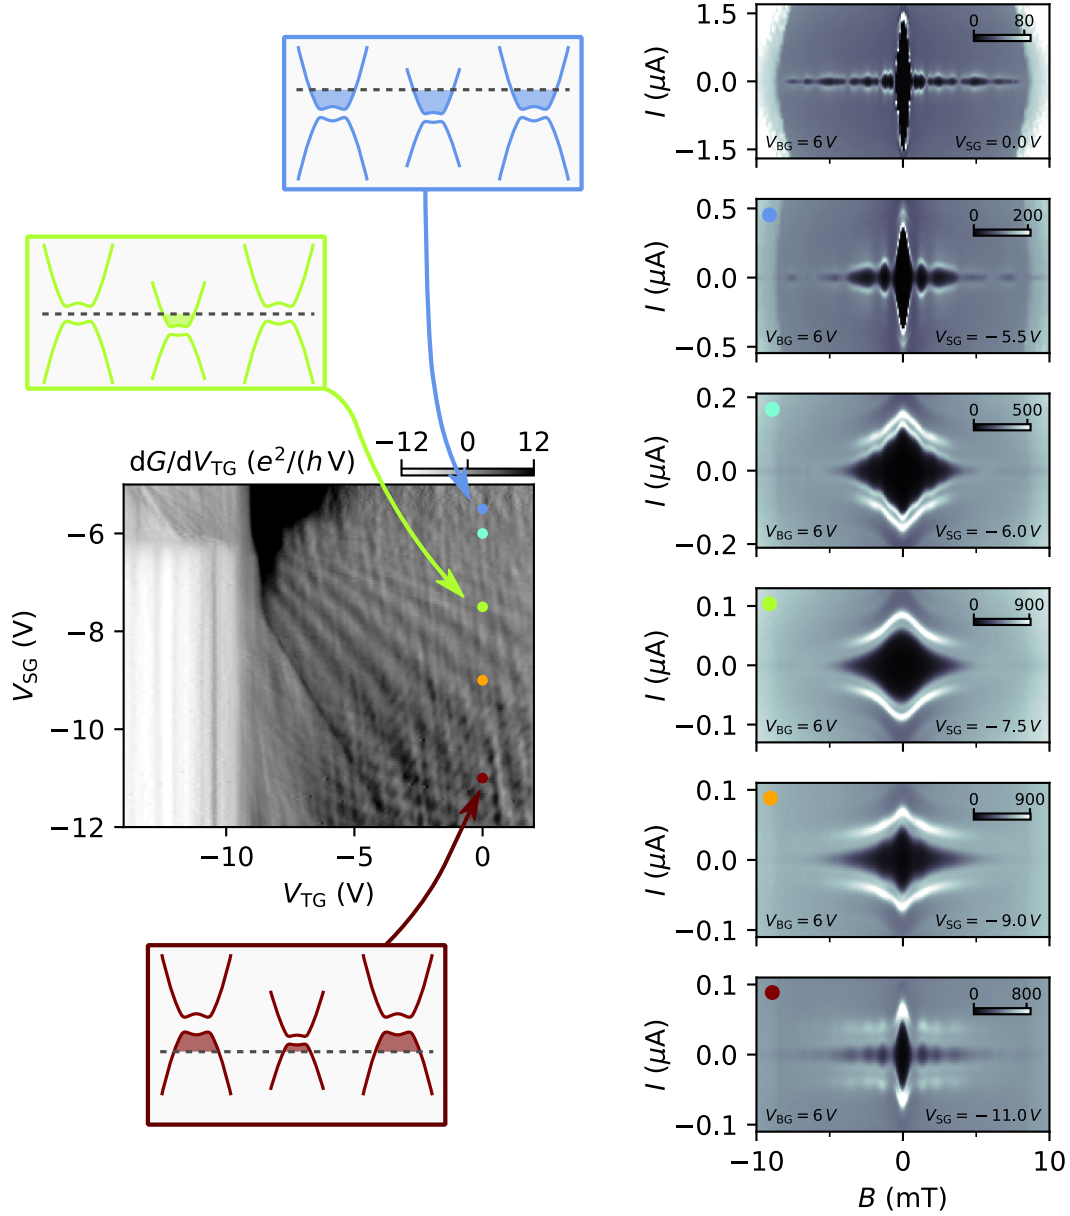 dG/dV_TG (e²/(h V)
−12 0 12
−6
−8
−10
−12
V_SG (V)
−10 −5 0
V_TG (V)
1.5
0.0
−1.5
I (μA)
0 80
V_BG = 6 V V_SG = 0.0 V
0.5
0.0
−0.5
I (μA)
0 200
V_BG = 6 V V_SG = −5.5 V
0.2
0.0
−0.2
I (μA)
0 500
V_BG = 6 V V_SG = −6.0 V
0.1
0.0
−0.1
I (μA)
0 900
V_BG = 6 V V_SG = −7.5 V
0.1
0.0
−0.1
I (μA)
0 900
V_BG = 6 V V_SG = −9.0 V
0.1
0.0
−0.1
I (μA)
0 800
V_BG = 6 V V_SG = −11.0 V
−10 0 10
B (mT)